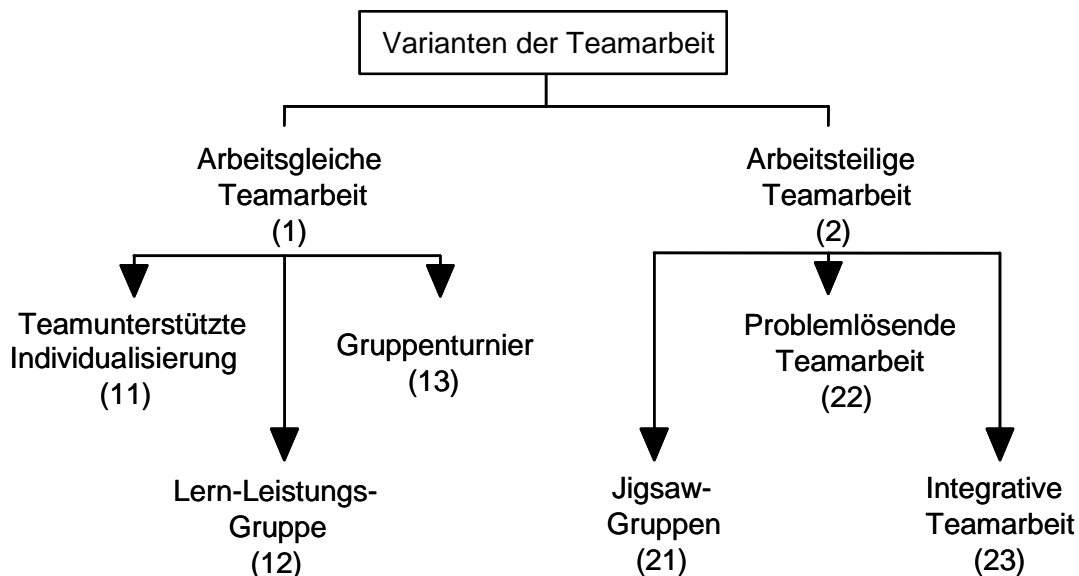 Varianten der Teamarbeit
Arbeitsgleiche
Teamarbeit
(1)
Arbeitsteilige
Teamarbeit
(2)
Teamunterstützte
Individualisierung
(11)
Gruppenturnier
(13)
Problemlösende
Teamarbeit
(22)
Lern-Leistungs-
Gruppe
(12)
Jigsaw-
Gruppen
(21)
Integrative
Teamarbeit
(23)